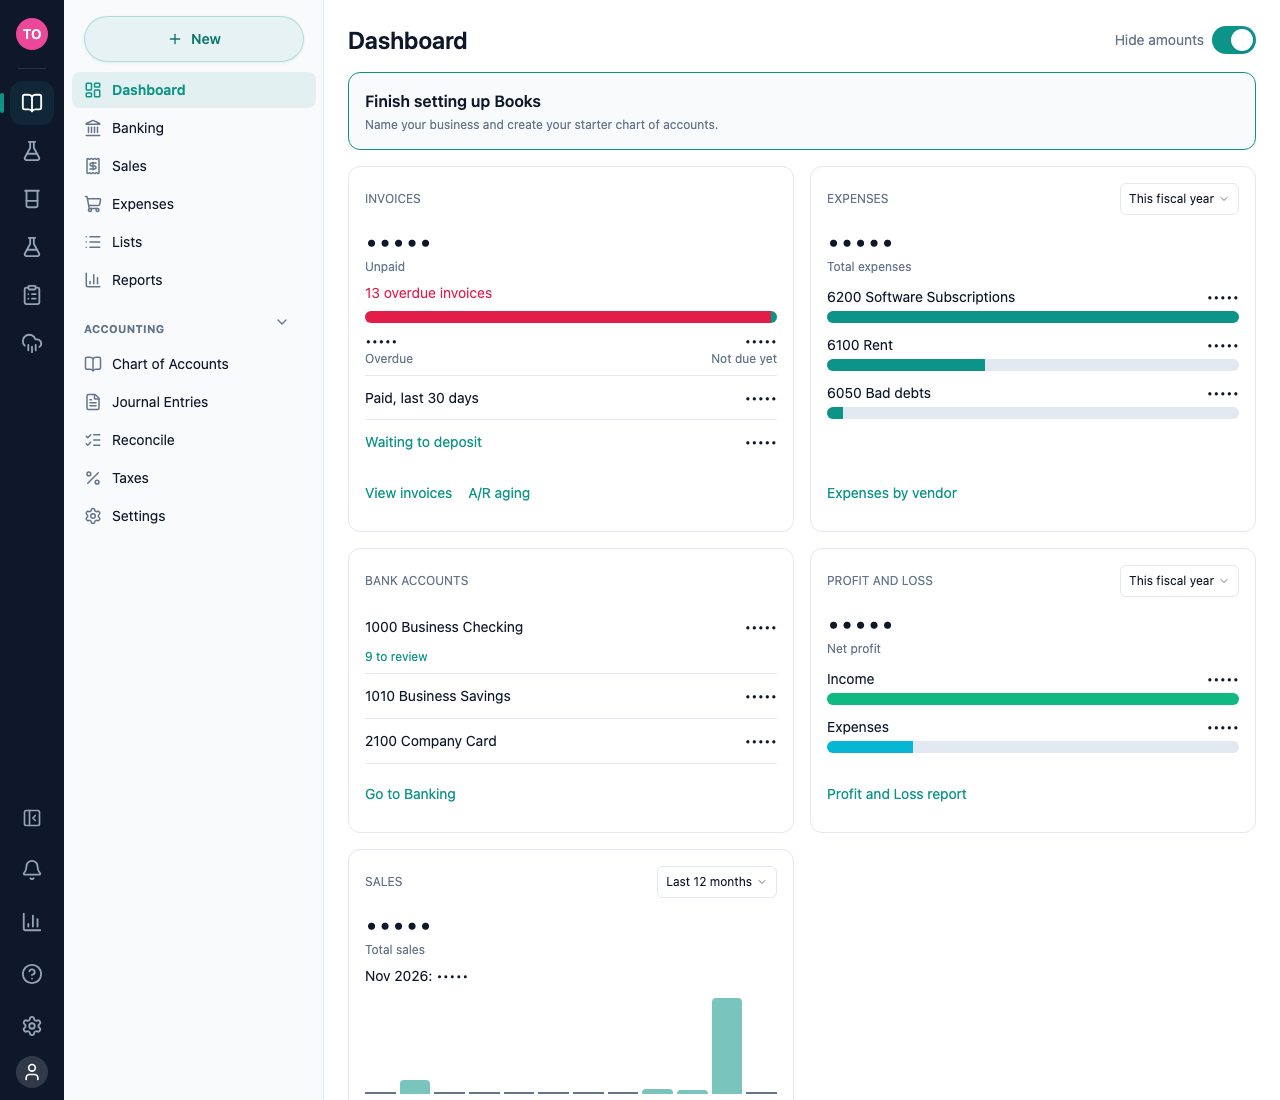 TO
New
Dashboard
Banking
Sales
Expenses
Lists
Reports
ACCOUNTING
Chart of Accounts
Journal Entries
Reconcile
Taxes
Settings
Dashboard
Hide amounts
Finish setting up Books
Name your business and create your starter chart of accounts.
INVOICES
•••••
Unpaid
13 overdue invoices
••••• •••••
Overdue Not due yet
Paid, last 30 days •••••
Waiting to deposit •••••
View invoices A/R aging
EXPENSES This fiscal year
•••••
Total expenses
6200 Software Subscriptions •••••
6100 Rent •••••
6050 Bad debts •••••
Expenses by vendor
BANK ACCOUNTS
1000 Business Checking •••••
9 to review
1010 Business Savings •••••
2100 Company Card •••••
Go to Banking
PROFIT AND LOSS This fiscal year
•••••
Net profit
Income •••••
Expenses •••••
Profit and Loss report
SALES Last 12 months
•••••
Total sales
Nov 2026: •••••